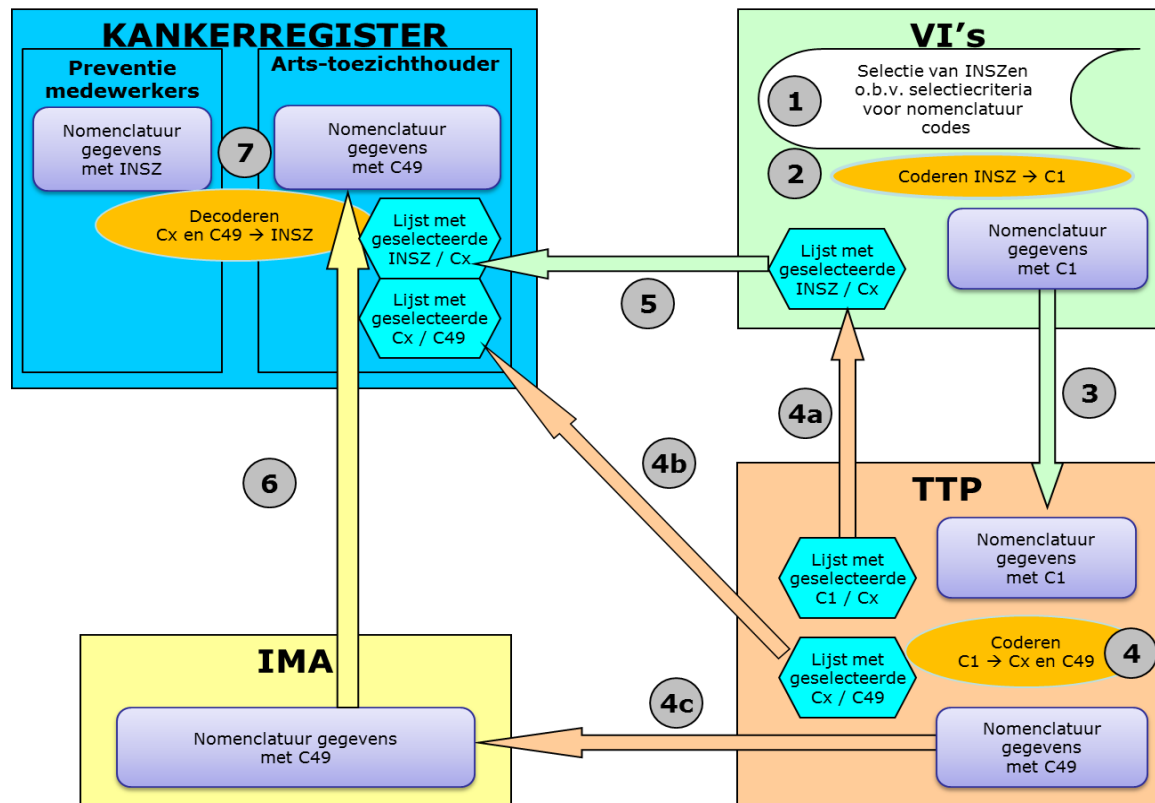 KANKERREGISTER
Preventie
medewerkers
Nomenclatuur
gegevens
met INSZ
7
Arts-toezichthouder
Nomenclatuur
gegevens
met C49
Decoderen
Cx en C49 → INSZ
Lijst met
geselecteerde
INSZ / Cx
Lijst met
geselecteerde
Cx / C49
VI's
1
Selectie van INSZen
o.b.v. selectiecriteria
voor nomenclatuur
codes
2
Coderen INSZ → C1
Nomenclatuur
gegevens
met C1
Lijst met
geselecteerde
INSZ / Cx
5
3
4a
4b
6
TTP
Nomenclatuur
gegevens
met C1
Lijst met
geselecteerde
C1 / Cx
Coderen
C1 → Cx en C49
4
Lijst met
geselecteerde
Cx / C49
Nomenclatuur
gegevens
met C49
4c
IMA
Nomenclatuur gegevens
met C49